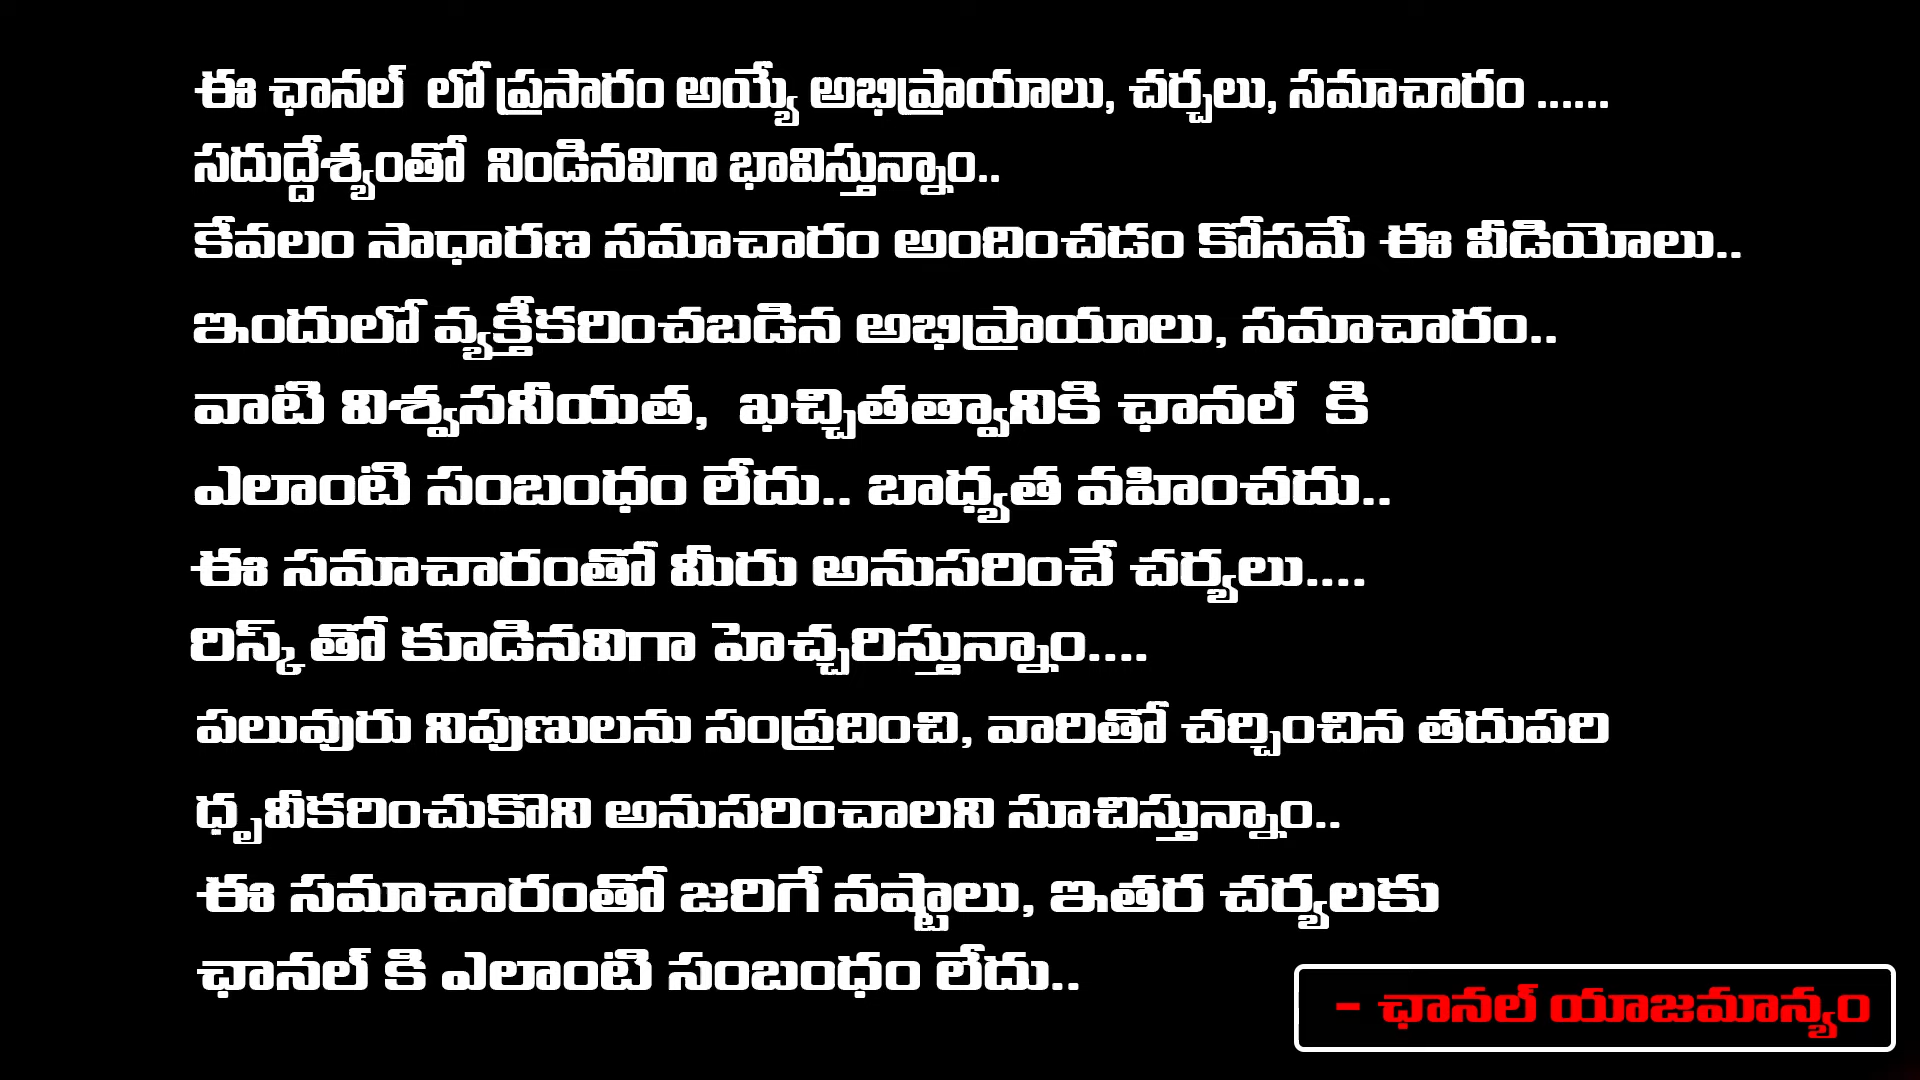 ఈ ఛానల్ లో ప్రసారం అయ్యే అభిప్రాయాలు, చర్చలు, సమాచారం ......
సదుద్దేశ్యంతో నిండినవిగా భావిస్తున్నాం..
కేవలం సాధారణ సమాచారం అందించడం కోసమే ఈ వీడియోలు..
ఇందులో వ్యక్తీకరించబడిన అభిప్రాయాలు, సమాచారం..
వాటి విశ్వసనీయత, ఖచ్చితత్వానికి ఛానల్ కి
ఎలాంటి సంబంధం లేదు.. బాధ్యత వహించదు..
ఈ సమాచారంతో మీరు అనుసరించే చర్యలు....
రిస్క్ తో కూడినవిగా హెచ్చరిస్తున్నాం....
పలువురు నిపుణులను సంప్రదించి, వారితో చర్చించిన తదుపరి
ధృవీకరించుకొని అనుసరించాలని సూచిస్తున్నాం..
ఈ సమాచారంతో జరిగే నష్టాలు, ఇతర చర్యలకు
ఛానల్ కి ఎలాంటి సంబంధం లేదు..
- ఛానల్ యాజమాన్యం